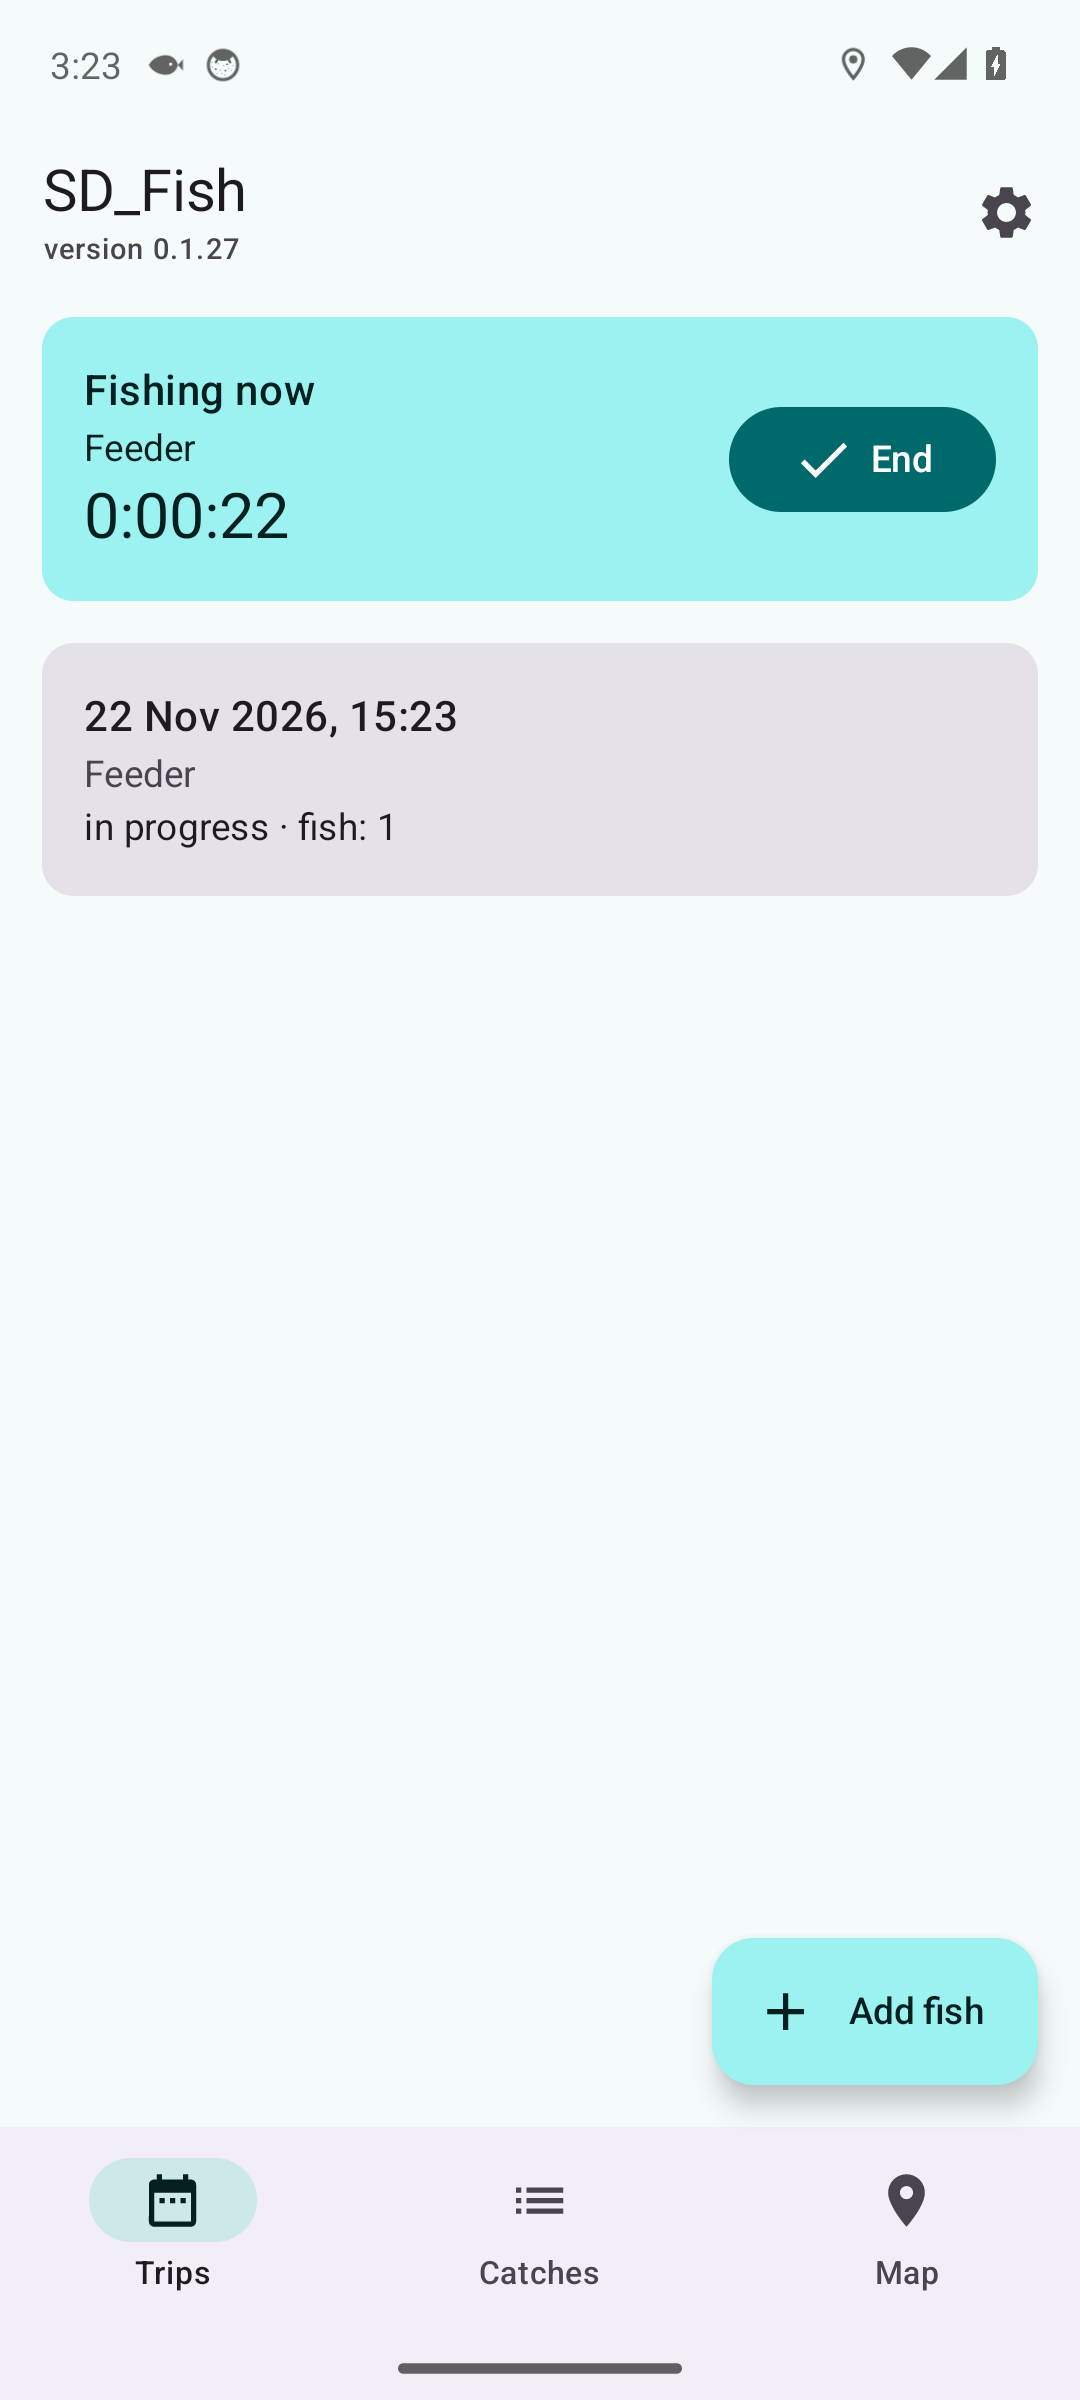 3:23
SD_Fish
version 0.1.27
Fishing now
Feeder
0:00:22
End
22 Nov 2026, 15:23
Feeder
in progress · fish: 1
Add fish
Trips
Catches
Map